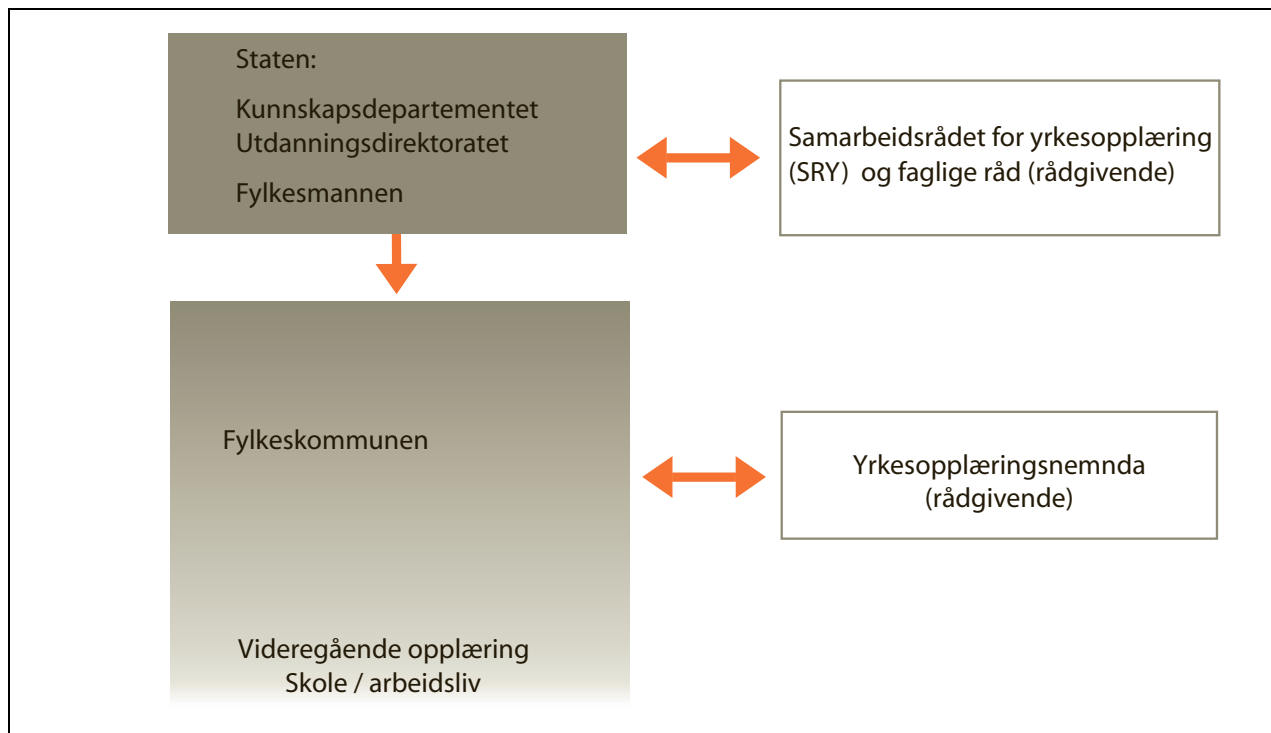 Staten:
Kunnskapsdepartementet
Utdanningsdirektoratet
Fylkesmannen
Samarbeidsrådet for yrkesopplæring
(SRY) og faglige råd (rådgivende)
Fylkeskommunen
Yrkesopplæringsnemnda
(rådgivende)
Videregående opplæring
Skole / arbeidsliv